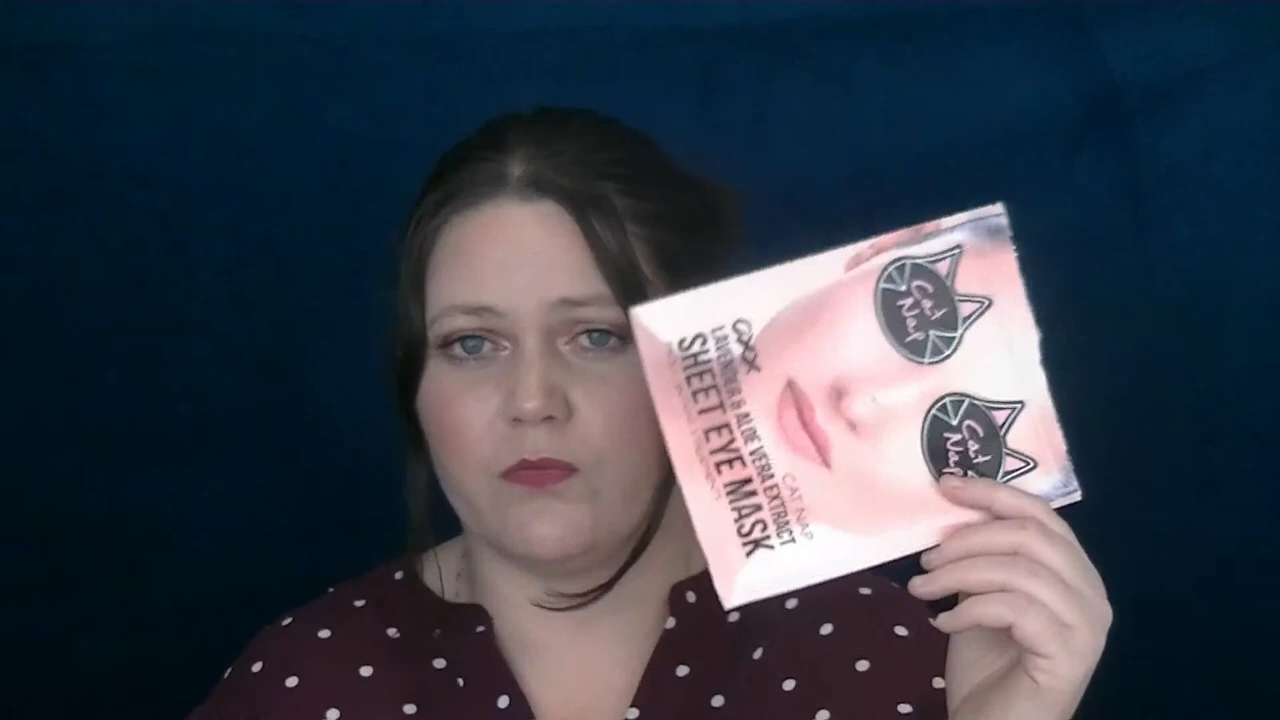 OXX
CAT NAP
LAVENDER & ALOE VERA EXTRACT
SHEET EYE MASK
Cat
Nap
Cat
Nap